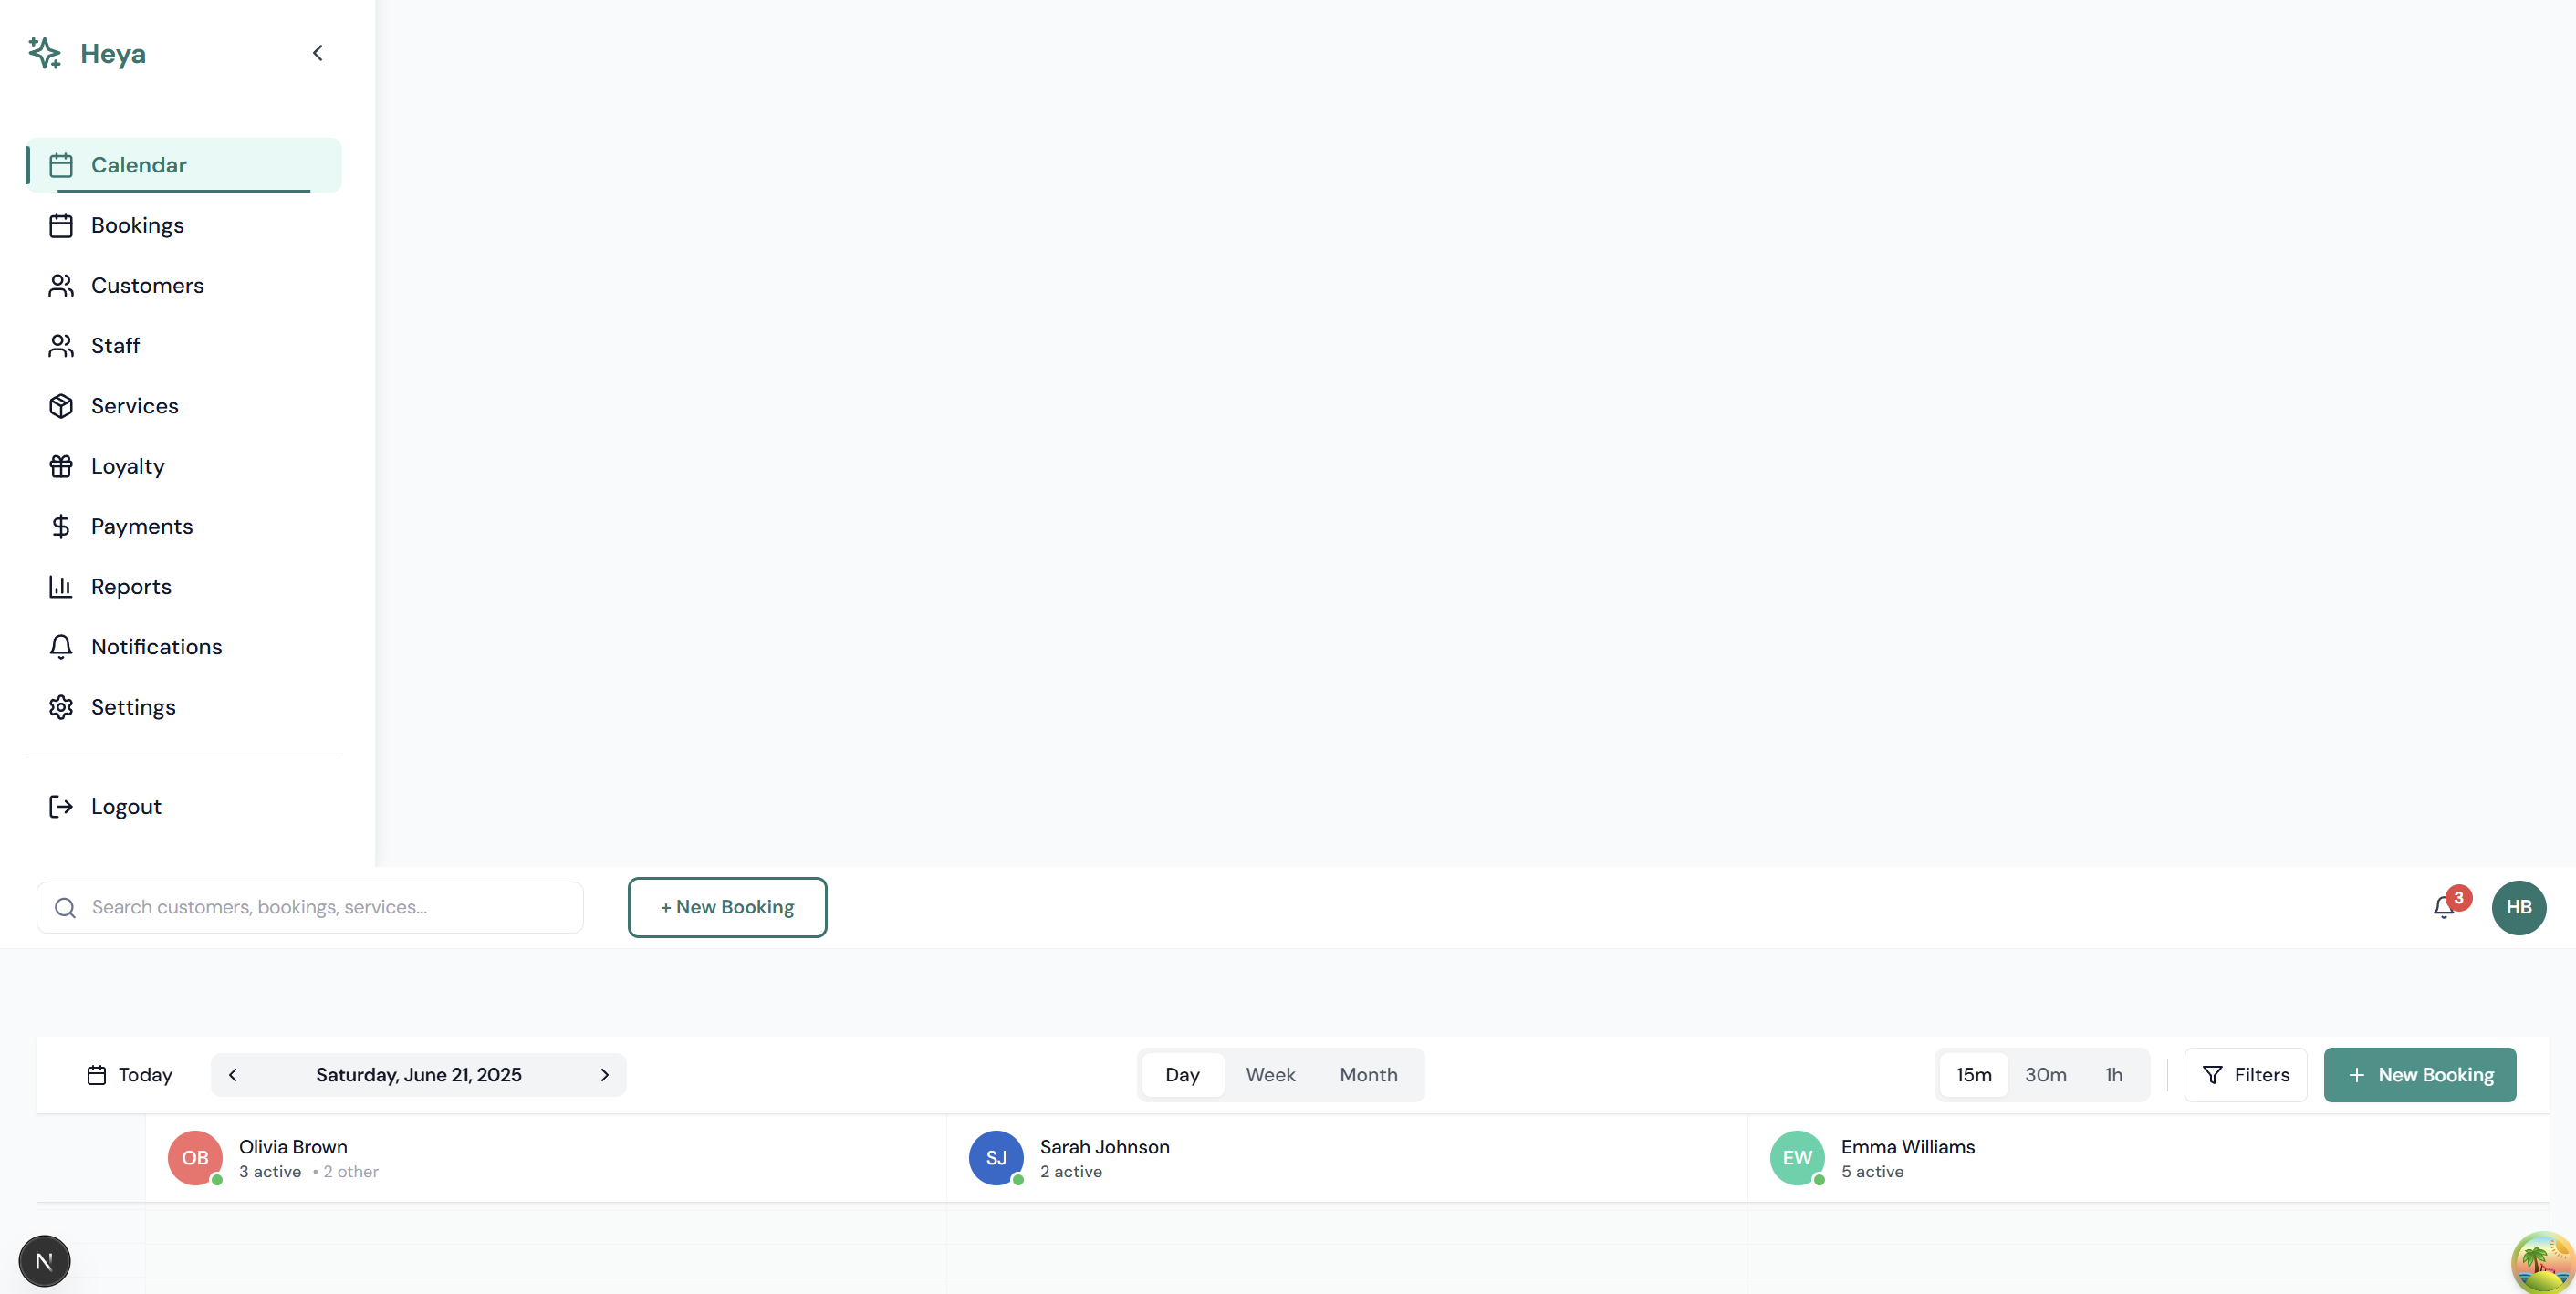 Heya
Calendar
Bookings
Customers
Staff
Services
Loyalty
Payments
Reports
Notifications
Settings
Logout
Search customers, bookings, services...
+ New Booking
3
HB
Today
Saturday, June 21, 2025
Day
Week
Month
15m
30m
1h
Filters
+ New Booking
OB
Olivia Brown
3 active • 2 other
SJ
Sarah Johnson
2 active
EW
Emma Williams
5 active
N